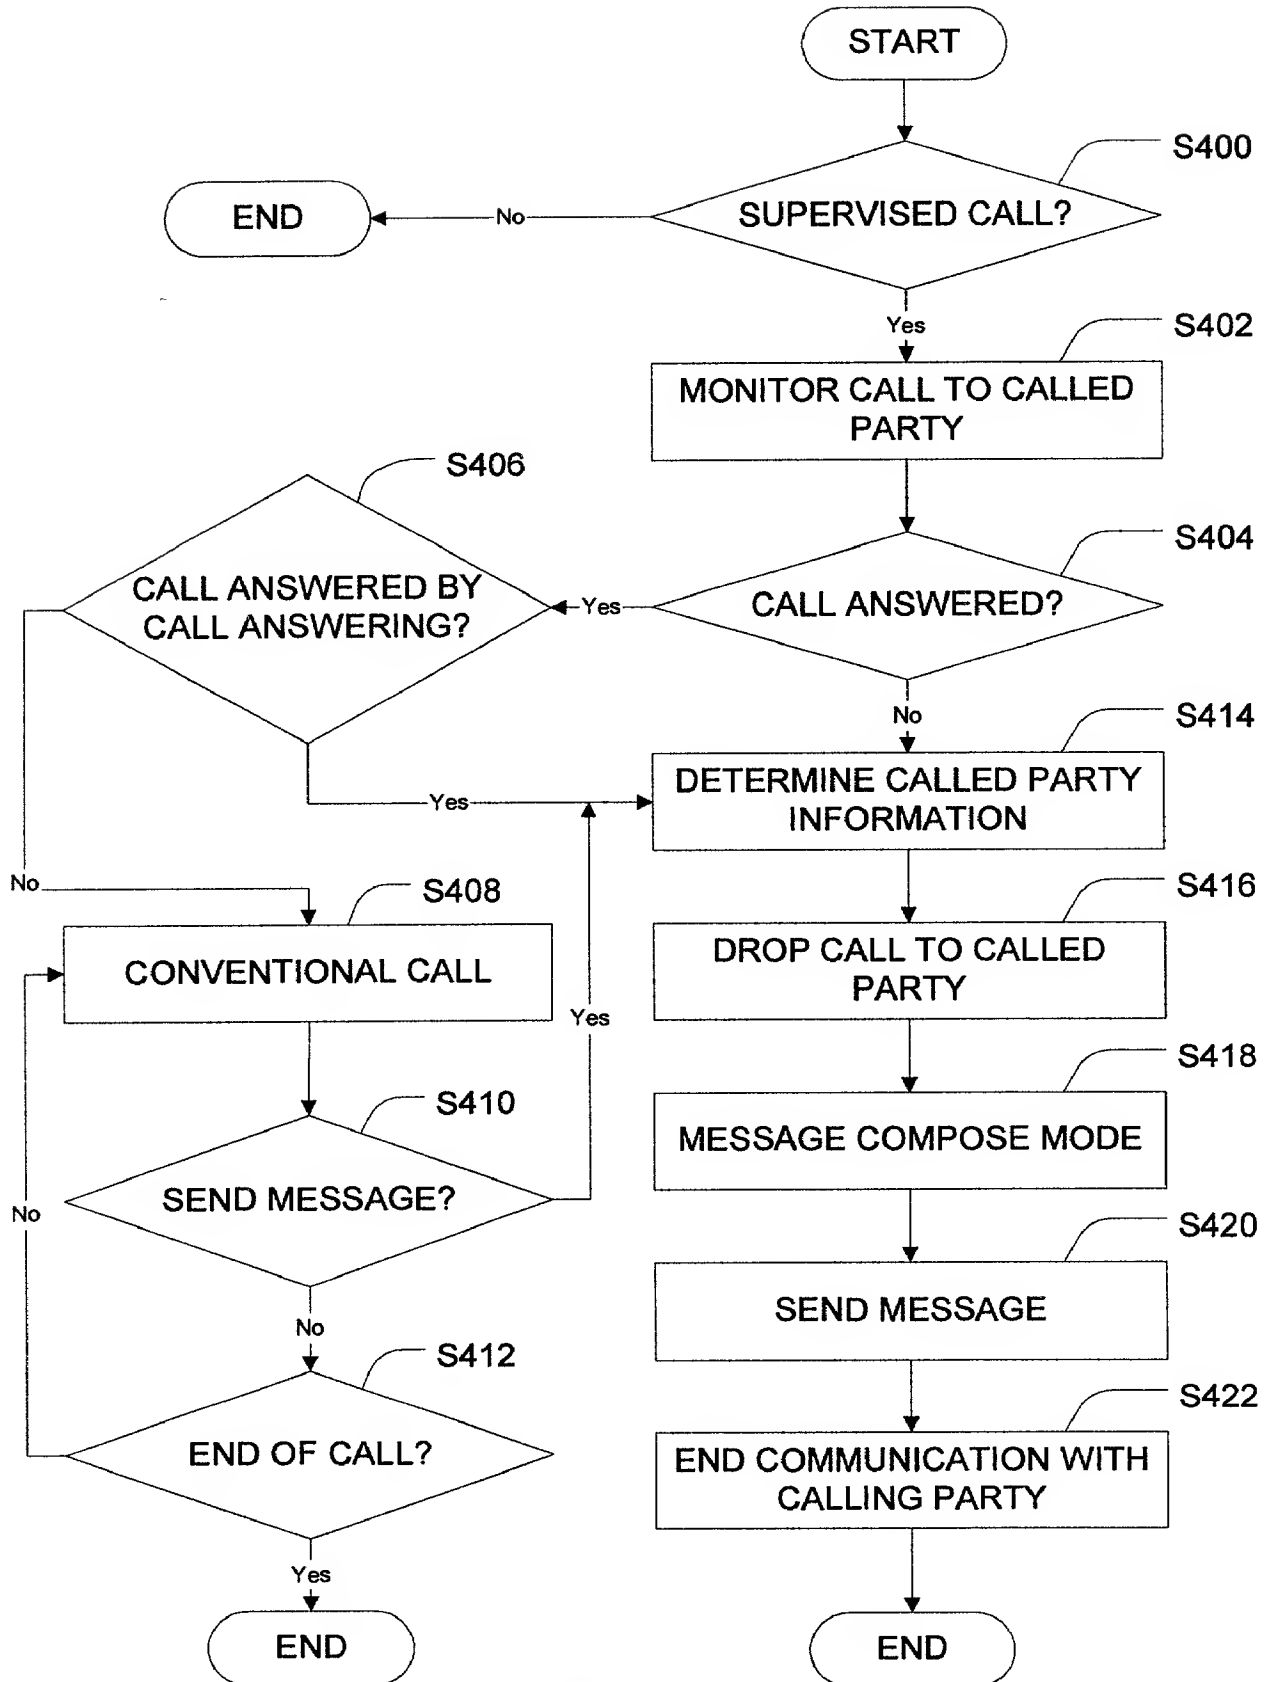 START
S400
SUPERVISED CALL?
No
END
Yes
S402
MONITOR CALL TO CALLED
PARTY
S404
CALL ANSWERED?
Yes
S406
CALL ANSWERED BY
CALL ANSWERING?
No
S414
Yes
DETERMINE CALLED PARTY
INFORMATION
No
S408
CONVENTIONAL CALL
S416
DROP CALL TO CALLED
PARTY
Yes
S410
SEND MESSAGE?
S418
MESSAGE COMPOSE MODE
No
No
S420
SEND MESSAGE
S412
END OF CALL?
S422
END COMMUNICATION WITH
CALLING PARTY
Yes
END
END